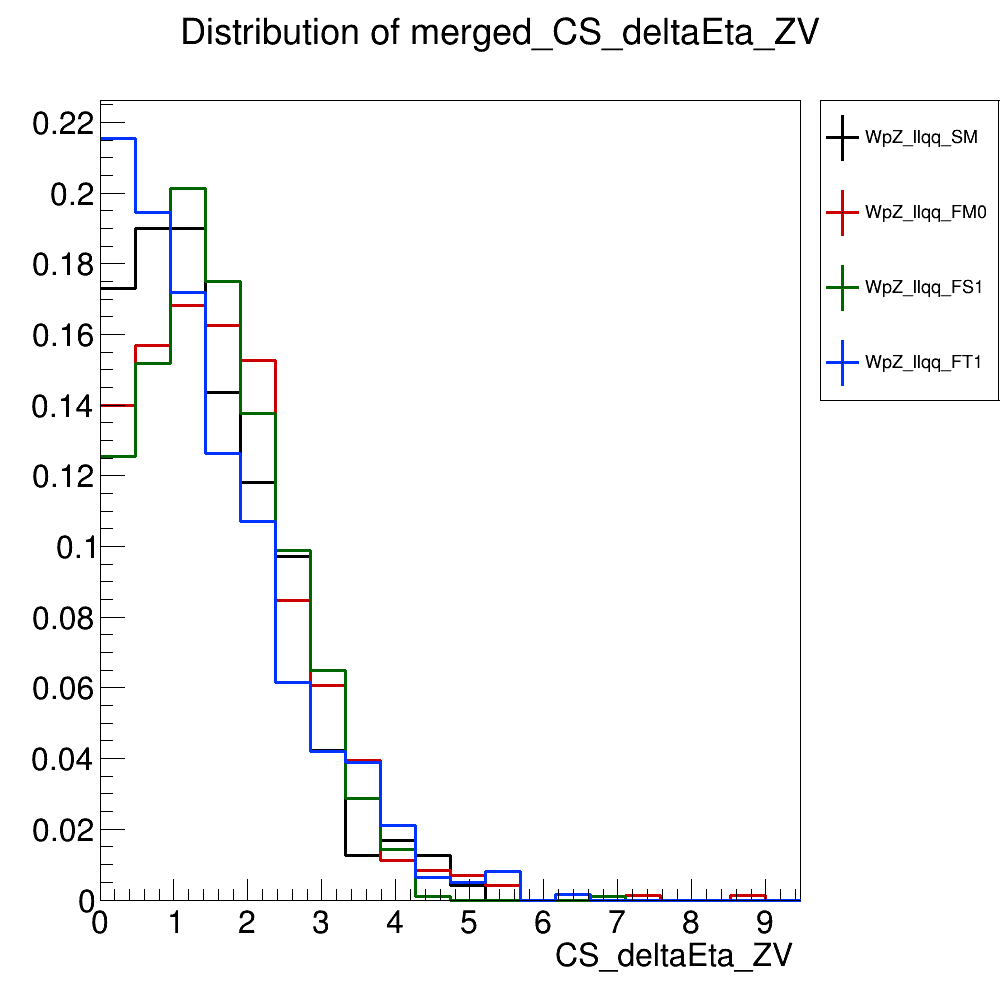 Distribution of merged_CS_deltaEta_ZV
0.22
0.2
0.18
0.16
0.14
0.12
0.1
0.08
0.06
0.04
0.02
0
0 1 2 3 4 5 6 7 8 9
CS_deltaEta_ZV
WpZ_llqq_SM
WpZ_llqq_FM0
WpZ_llqq_FS1
WpZ_llqq_FT1